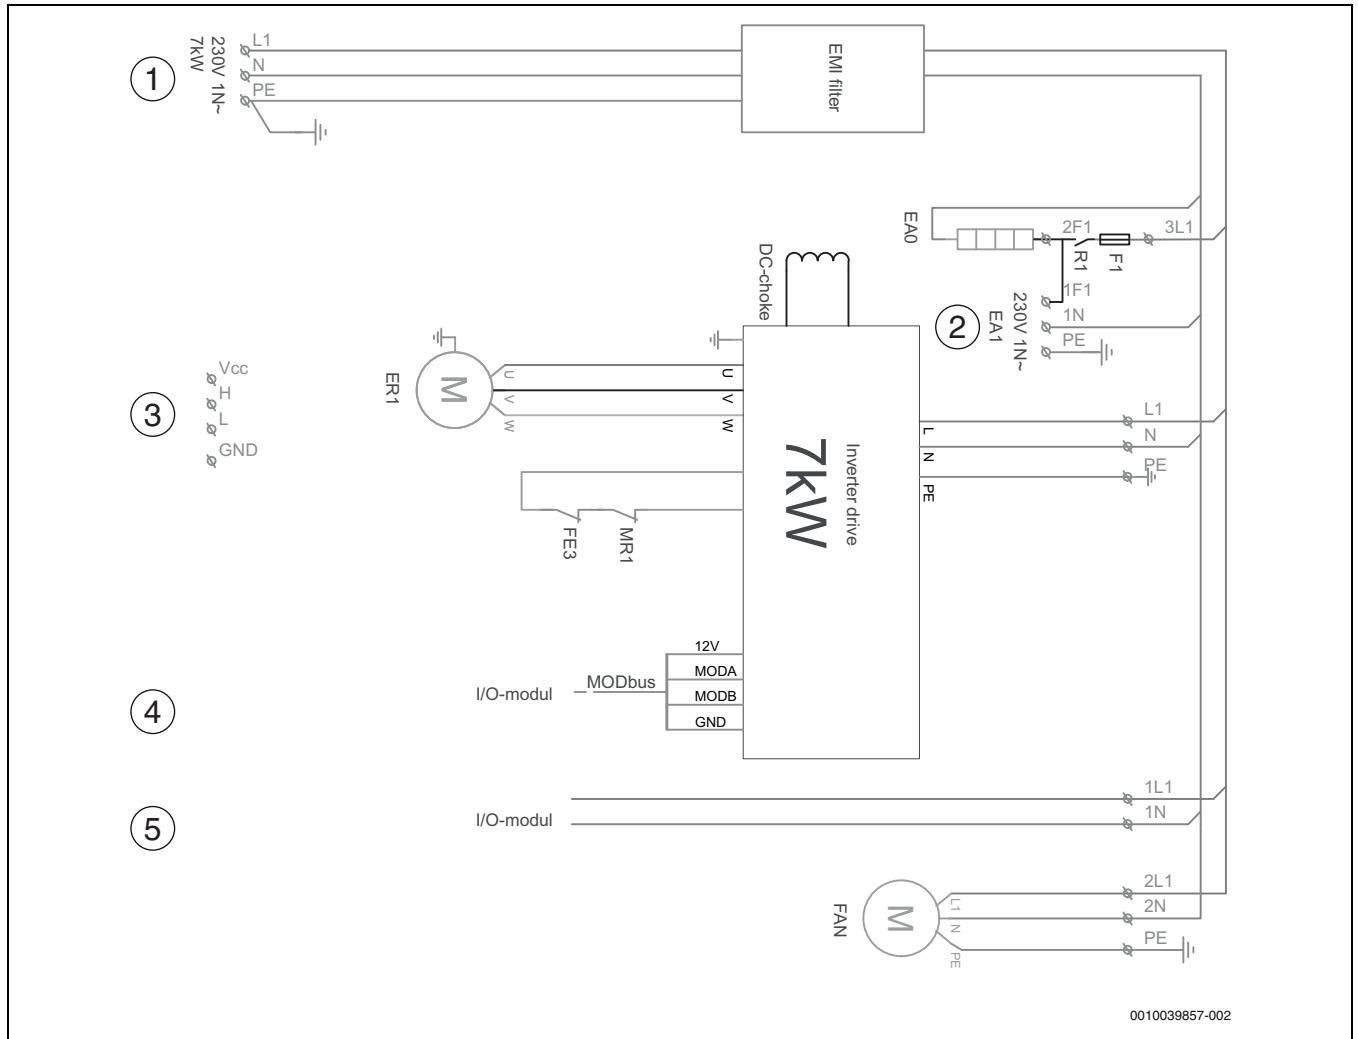 1
230V 1N~
7kW
L1
N
PE
EMI filter
EA0
2F1
R1
F1
3L1
1F1
1N
PE
2
230V 1N~
EA1
DC-choke
ER1
M
U
V
W
U
V
W
3
Vcc
H
L
GND
Inverter drive
7kW
L
N
PE
L1
N
PE
FE3
MR1
4
I/O-modul
MODbus
12V
MODA
MODB
GND
5
I/O-modul
1L1
1N
FAN
M
L1
N
PE
2L1
2N
PE
0010039857-002